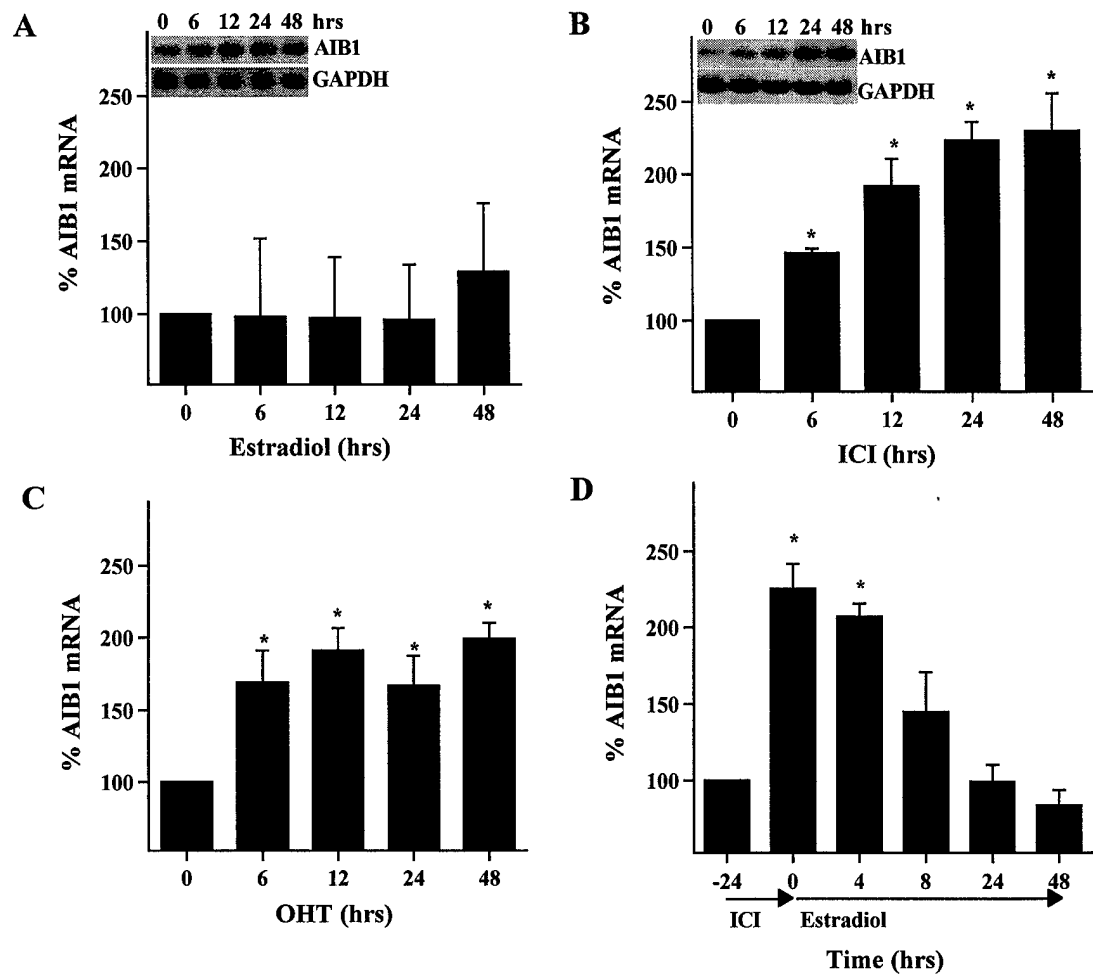 A
0 6 12 24 48 hrs
AIB1
GAPDH
250
200
150
100
% AIB1 mRNA
0 6 12 24 48
Estradiol (hrs)
B
0 6 12 24 48 hrs
AIB1
GAPDH
* * * *
250
200
150
100
% AIB1 mRNA
0 6 12 24 48
ICI (hrs)
C
* * * *
250
200
150
100
% AIB1 mRNA
0 6 12 24 48
OHT (hrs)
D
* *
250
200
150
100
% AIB1 mRNA
-24 0 4 8 24 48
ICI Estradiol
Time (hrs)